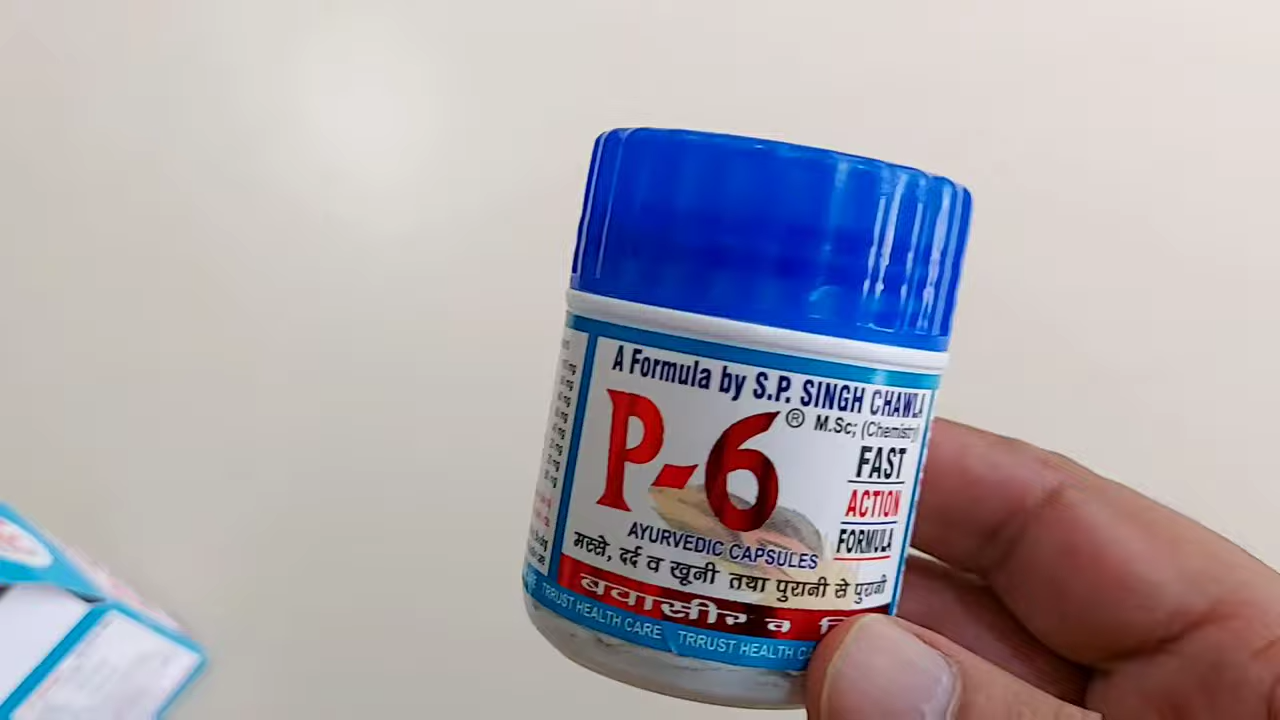 A Formula by S.P. SINGH CHAWLA
P-6®
M.Sc; (Chemistry)
FAST
ACTION
FORMULA
AYURVEDIC CAPSULES
मस्से, दर्द व खूनी तथा पुरानी से पुरानी
बवासीर व
TRRUST HEALTH CARE TRRUST HEALTH